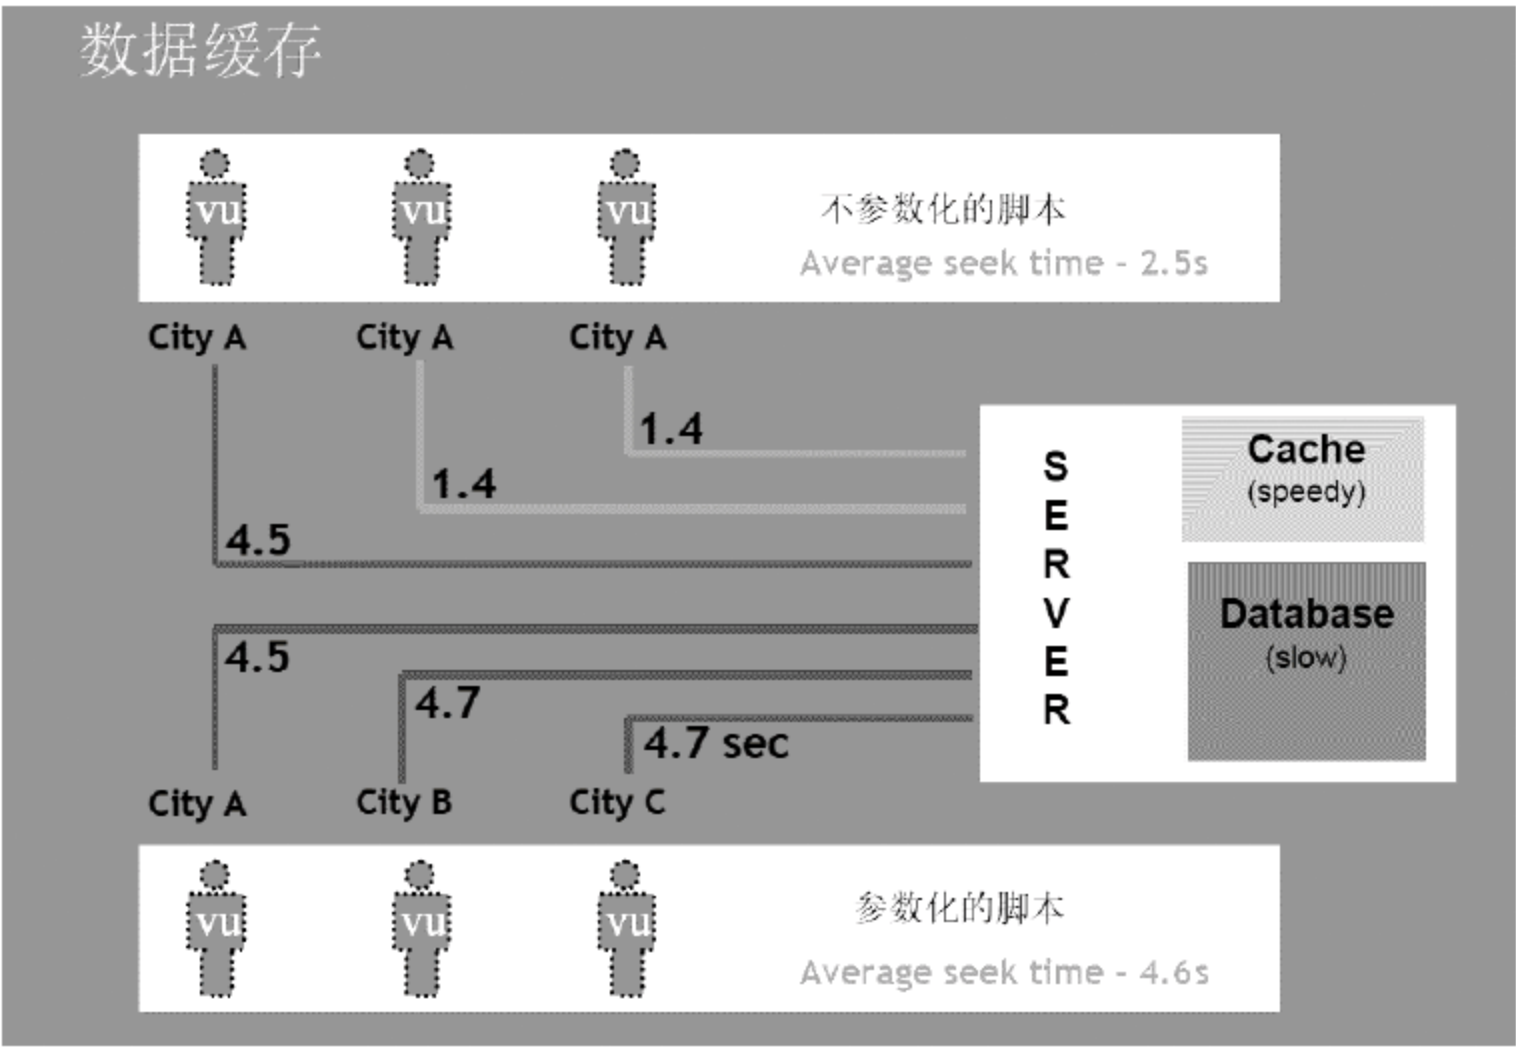 数据缓存
vu vu vu
不参数化的脚本
Average seek time - 2.5s
City A City A City A
1.4
1.4
4.5
SERVER
Cache
(speedy)
Database
(slow)
4.5
4.7
4.7 sec
City A City B City C
vu vu vu
参数化的脚本
Average seek time - 4.6s